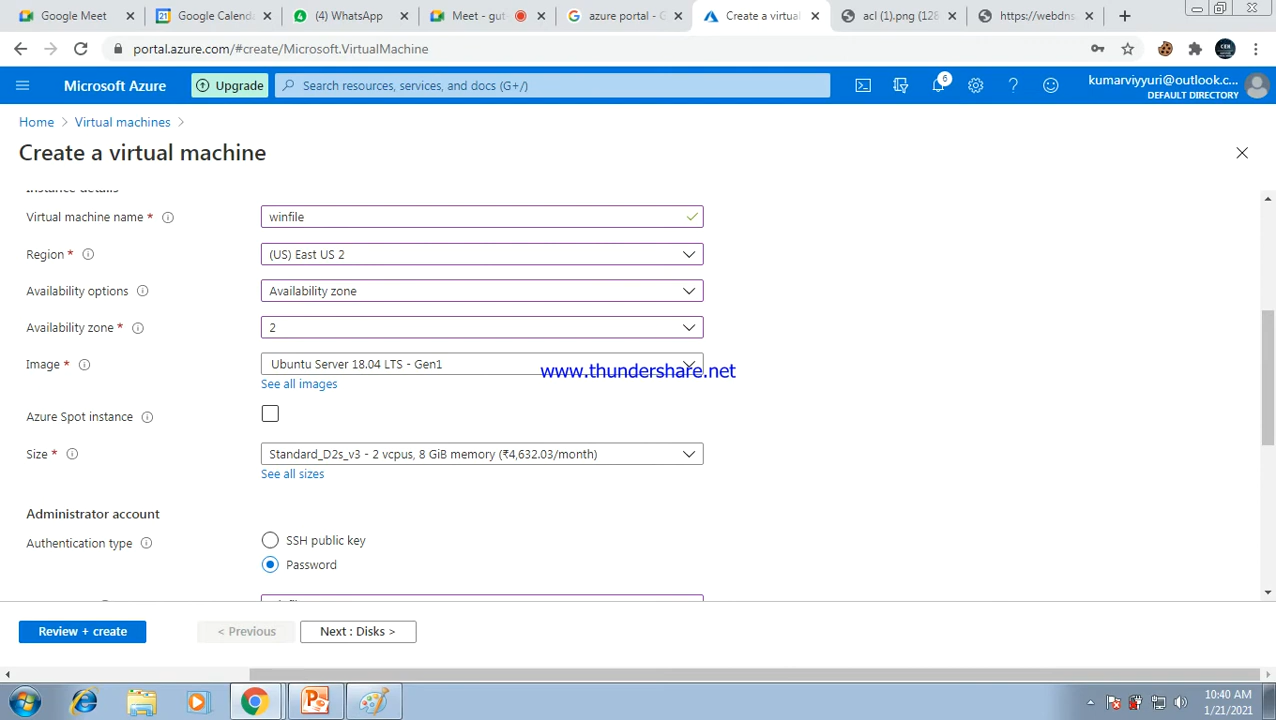 Google Meet
Google Calenda
(4) WhatsApp
Meet - gut
azure portal - G
Create a virtual
acl (1).png (128
https://webdns
portal.azure.com/#create/Microsoft.VirtualMachine
Microsoft Azure
Upgrade
Search resources, services, and docs (G+/)
6
kumarviyyuri@outlook.c...
DEFAULT DIRECTORY
Home > Virtual machines >
Create a virtual machine
Instance details
Virtual machine name * winfile
Region * (US) East US 2
Availability options Availability zone
Availability zone * 2
Image * Ubuntu Server 18.04 LTS - Gen1
www.thundershare.net
See all images
Azure Spot instance
Size * Standard_D2s_v3 - 2 vcpus, 8 GiB memory (₹4,632.03/month)
See all sizes
Administrator account
Authentication type SSH public key
Password
Review + create
< Previous
Next : Disks >
10:40 AM
1/21/2021